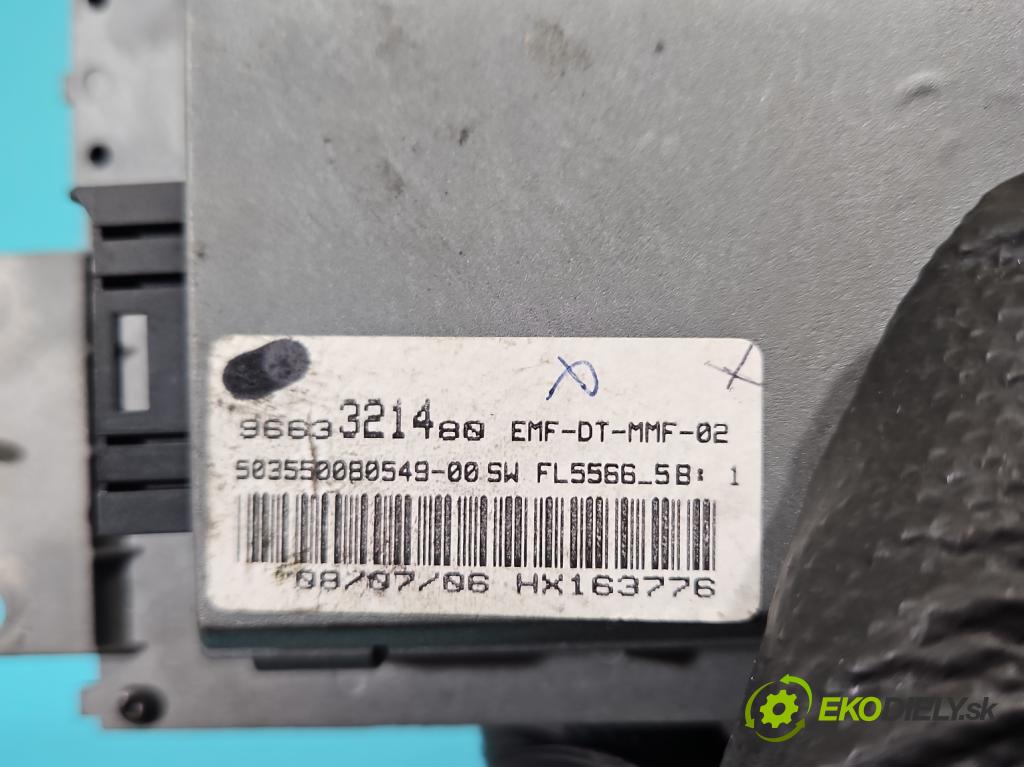 9663321480 EMF-DT-MMF-02
503550080549-00 SW FL5566_5B: 1
08/07/06 HX163776
EKODIELY.sk